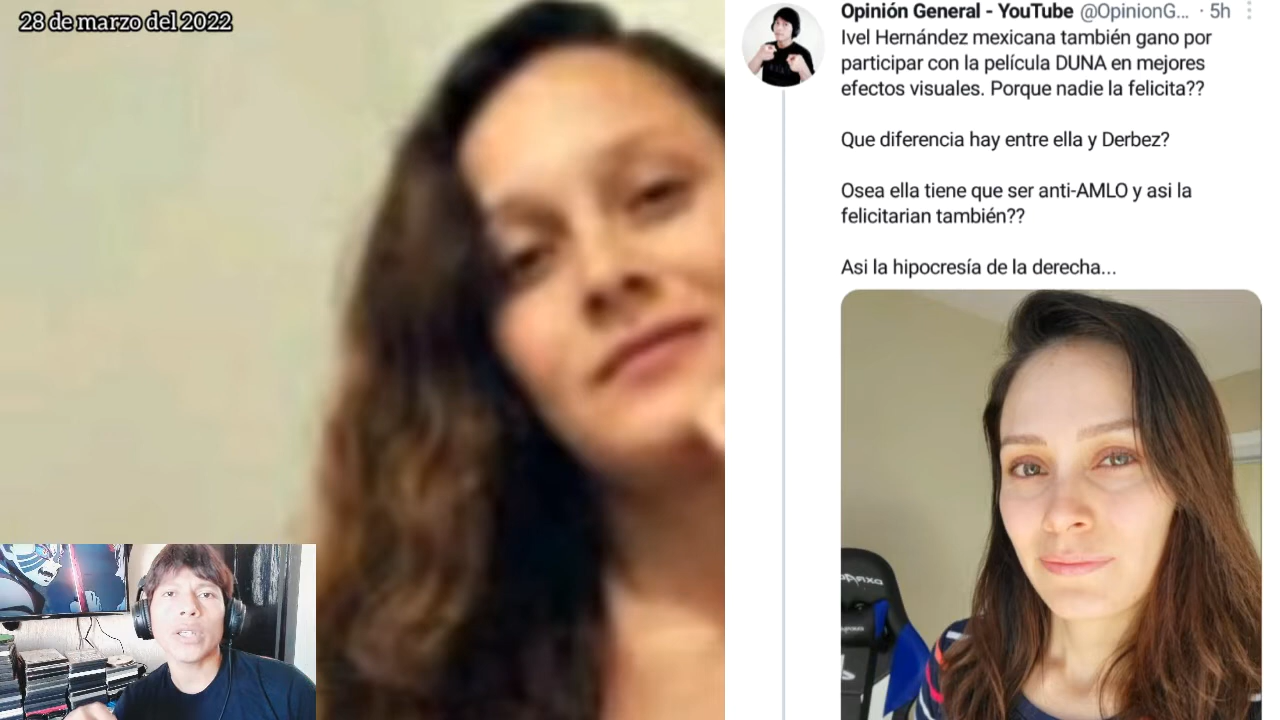 28 de marzo del 2022
Opinión General - YouTube @OpinionG... · 5h
Ivel Hernández mexicana también gano por
participar con la película DUNA en mejores
efectos visuales. Porque nadie la felicita??
Que diferencia hay entre ella y Derbez?
Osea ella tiene que ser anti-AMLO y asi la
felicitarian también??
Asi la hipocresía de la derecha...